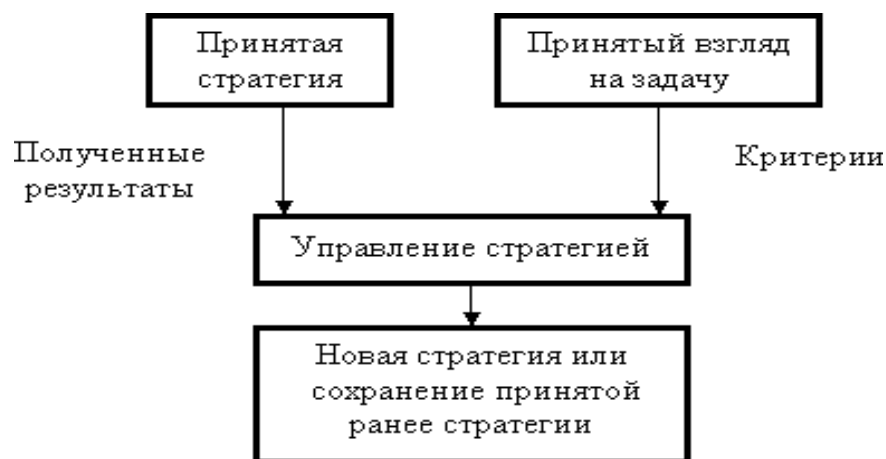 Принятая
стратегия
Принятый взгляд
на задачу
Полученные
результаты
Критерии
Управление стратегией
Новая стратегия или
сохранение принятой
ранее стратегии